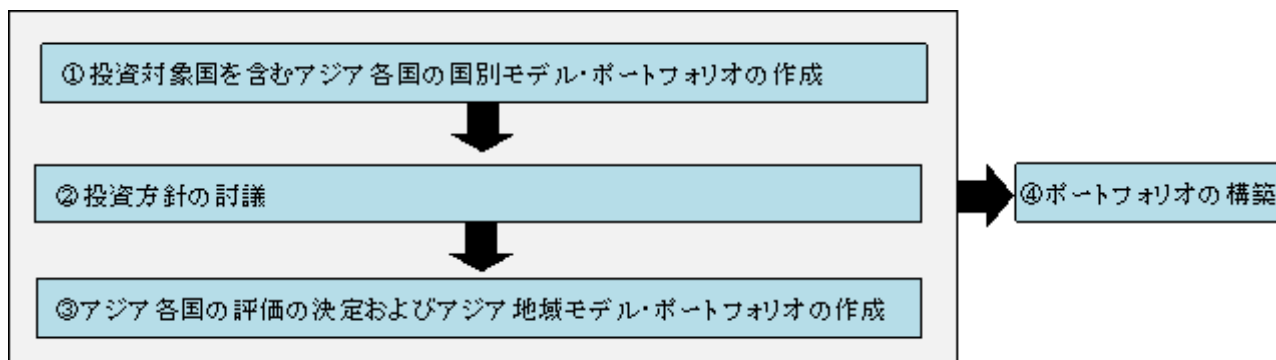 ①投資対象国を含むアジア各国の国別モデル・ポートフォリオの作成
②投資方針の討議
③アジア各国の評価の決定およびアジア地域モデル・ポートフォリオの作成
④ポートフォリオの構築